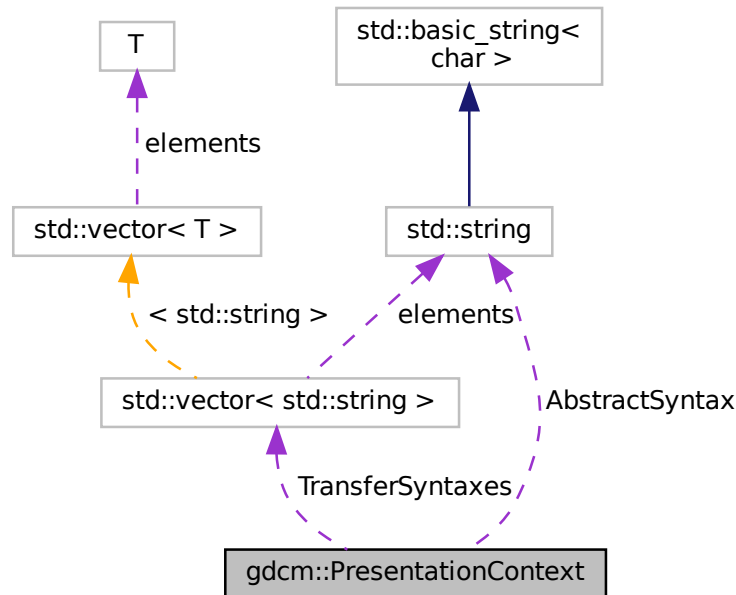 T
std::basic_string<
char >
elements
std::vector< T >
std::string
< std::string >
elements
std::vector< std::string >
AbstractSyntax
TransferSyntaxes
gdcm::PresentationContext